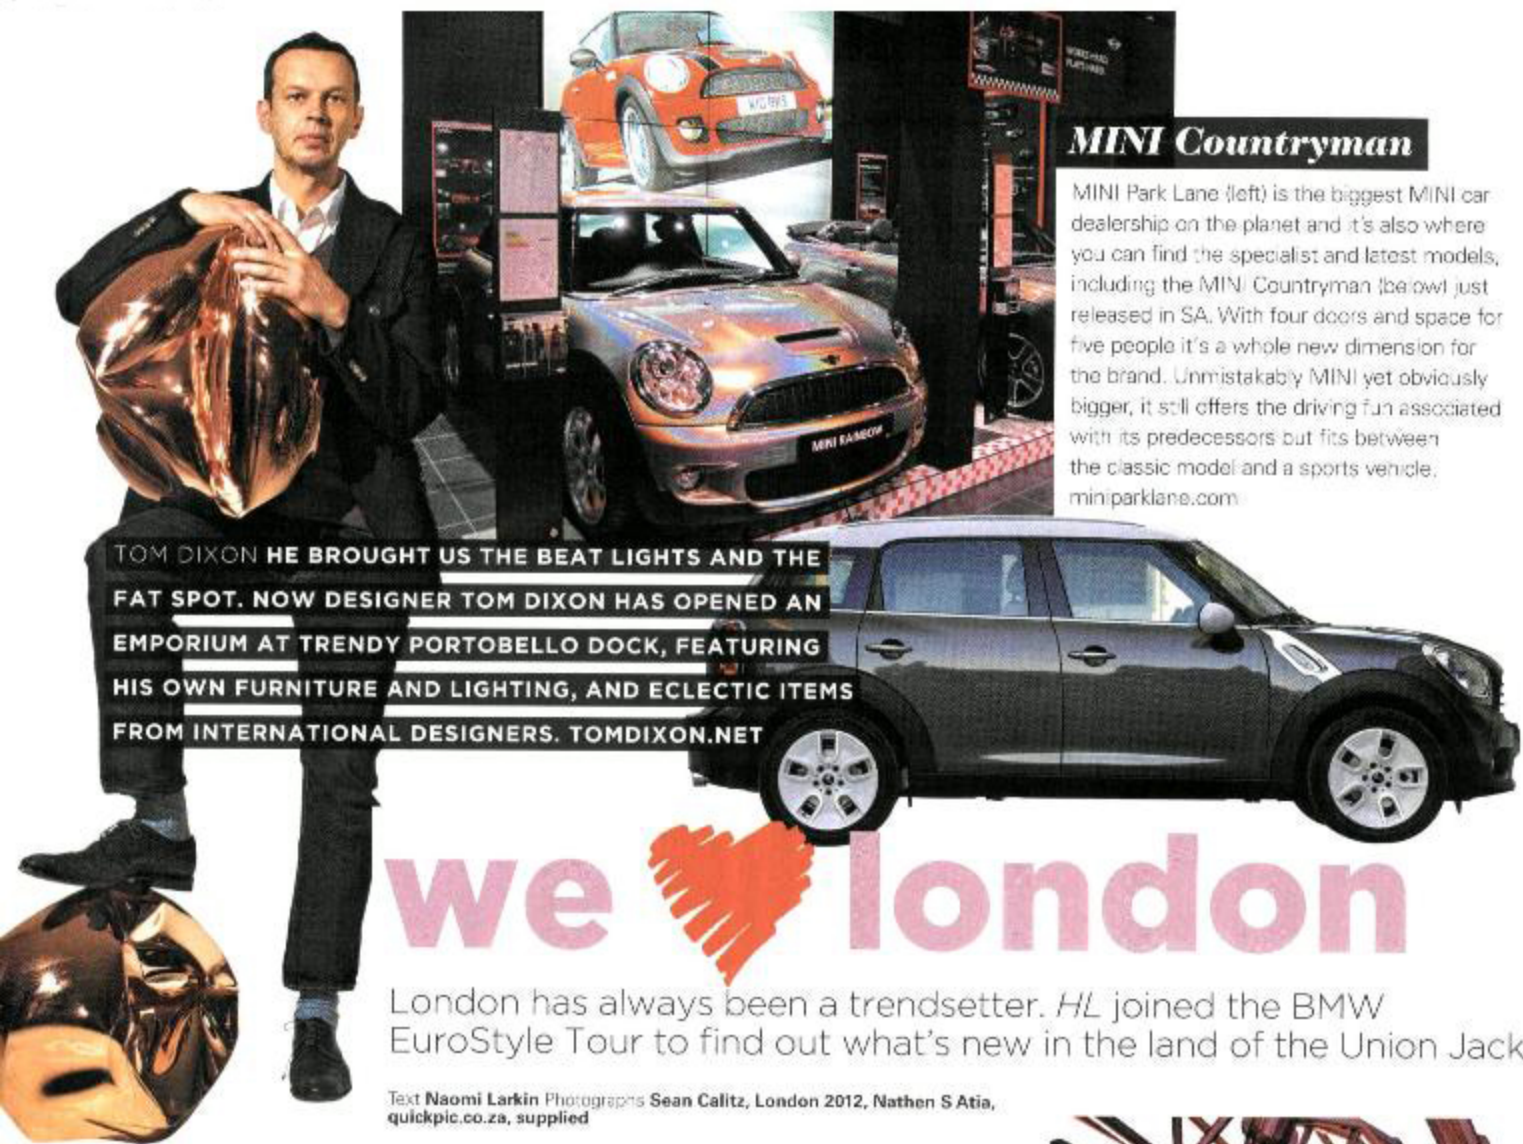 MINI Countryman
MINI Park Lane (left) is the biggest MINI car
dealership on the planet and it's also where
you can find the specialist and latest models,
including the MINI Countryman (below) just
released in SA. With four doors and space for
five people it's a whole new dimension for
the brand. Unmistakably MINI yet obviously
bigger, it still offers the driving fun associated
with its predecessors but fits between
the classic model and a sports vehicle.
miniparklane.com
MINI RAINBOW
TOM DIXON HE BROUGHT US THE BEAT LIGHTS AND THE
FAT SPOT. NOW DESIGNER TOM DIXON HAS OPENED AN
EMPORIUM AT TRENDY PORTOBELLO DOCK, FEATURING
HIS OWN FURNITURE AND LIGHTING, AND ECLECTIC ITEMS
FROM INTERNATIONAL DESIGNERS. TOMDIXON.NET
we london
London has always been a trendsetter. HL joined the BMW
EuroStyle Tour to find out what's new in the land of the Union Jack
Text Naomi Larkin Photographs Sean Calitz, London 2012, Nathen S Atia,
quickpic.co.za, supplied